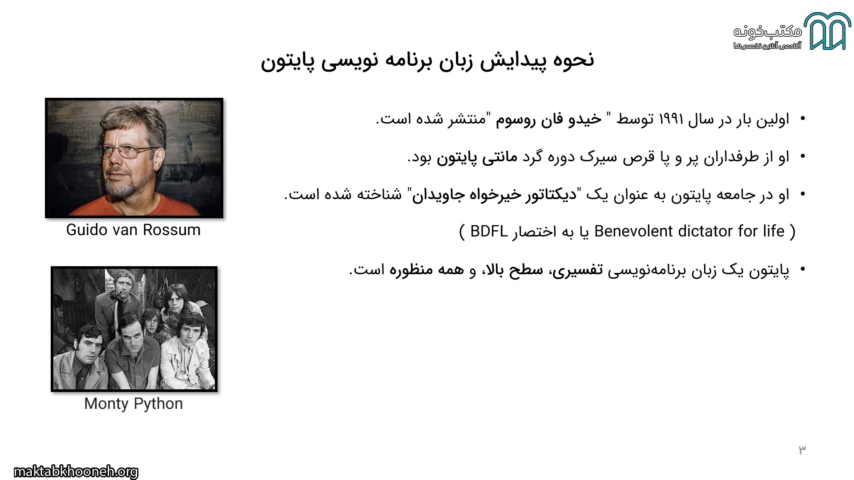 مکتب‌خونه
آکادمی آنلاین تخصص‌ها
نحوه پیدایش زبان برنامه نویسی پایتون
• اولین بار در سال ۱۹۹۱ توسط " خیدو فان روسوم "منتشر شده است.
• او از طرفداران پر و پا قرص سیرک دوره گرد مانتی پایتون بود.
• او در جامعه پایتون به عنوان یک "دیکتاتور خیرخواه جاویدان" شناخته شده است.
( Benevolent dictator for life یا به اختصار BDFL )
• پایتون یک زبان برنامه‌نویسی تفسیری، سطح بالا، و همه منظوره است.
Guido van Rossum
Monty Python
۳
maktabkhooneh.org